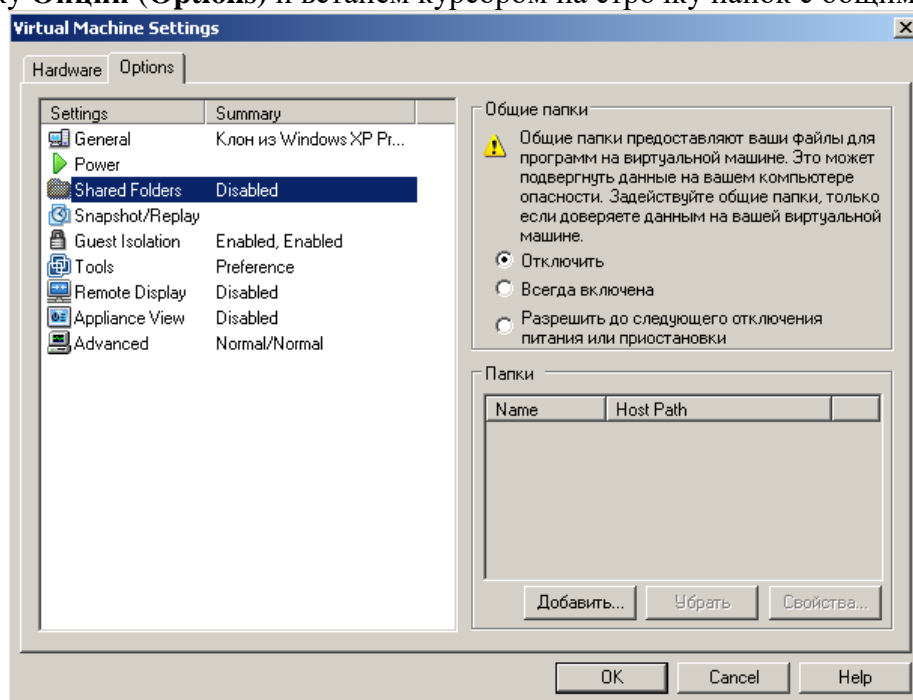 ку Опции (Options) и встанем курсором на строчку папок с общим
Virtual Machine Settings
Hardware Options
Settings Summary
General Клон из Windows XP Pr...
Power
Shared Folders Disabled
Snapshot/Replay
Guest Isolation Enabled, Enabled
Tools Preference
Remote Display Disabled
Appliance View Disabled
Advanced Normal/Normal
Общие папки
Общие папки предоставляют ваши файлы для
программ на виртуальной машине. Это может
подвергнуть данные на вашем компьютере
опасности. Задействуйте общие папки, только
если доверяете данным на вашей виртуальной
машине.
Отключить
Всегда включена
Разрешить до следующего отключения
питания или приостановки
Папки
Name Host Path
Добавить... Убрать Свойства...
OK Cancel Help